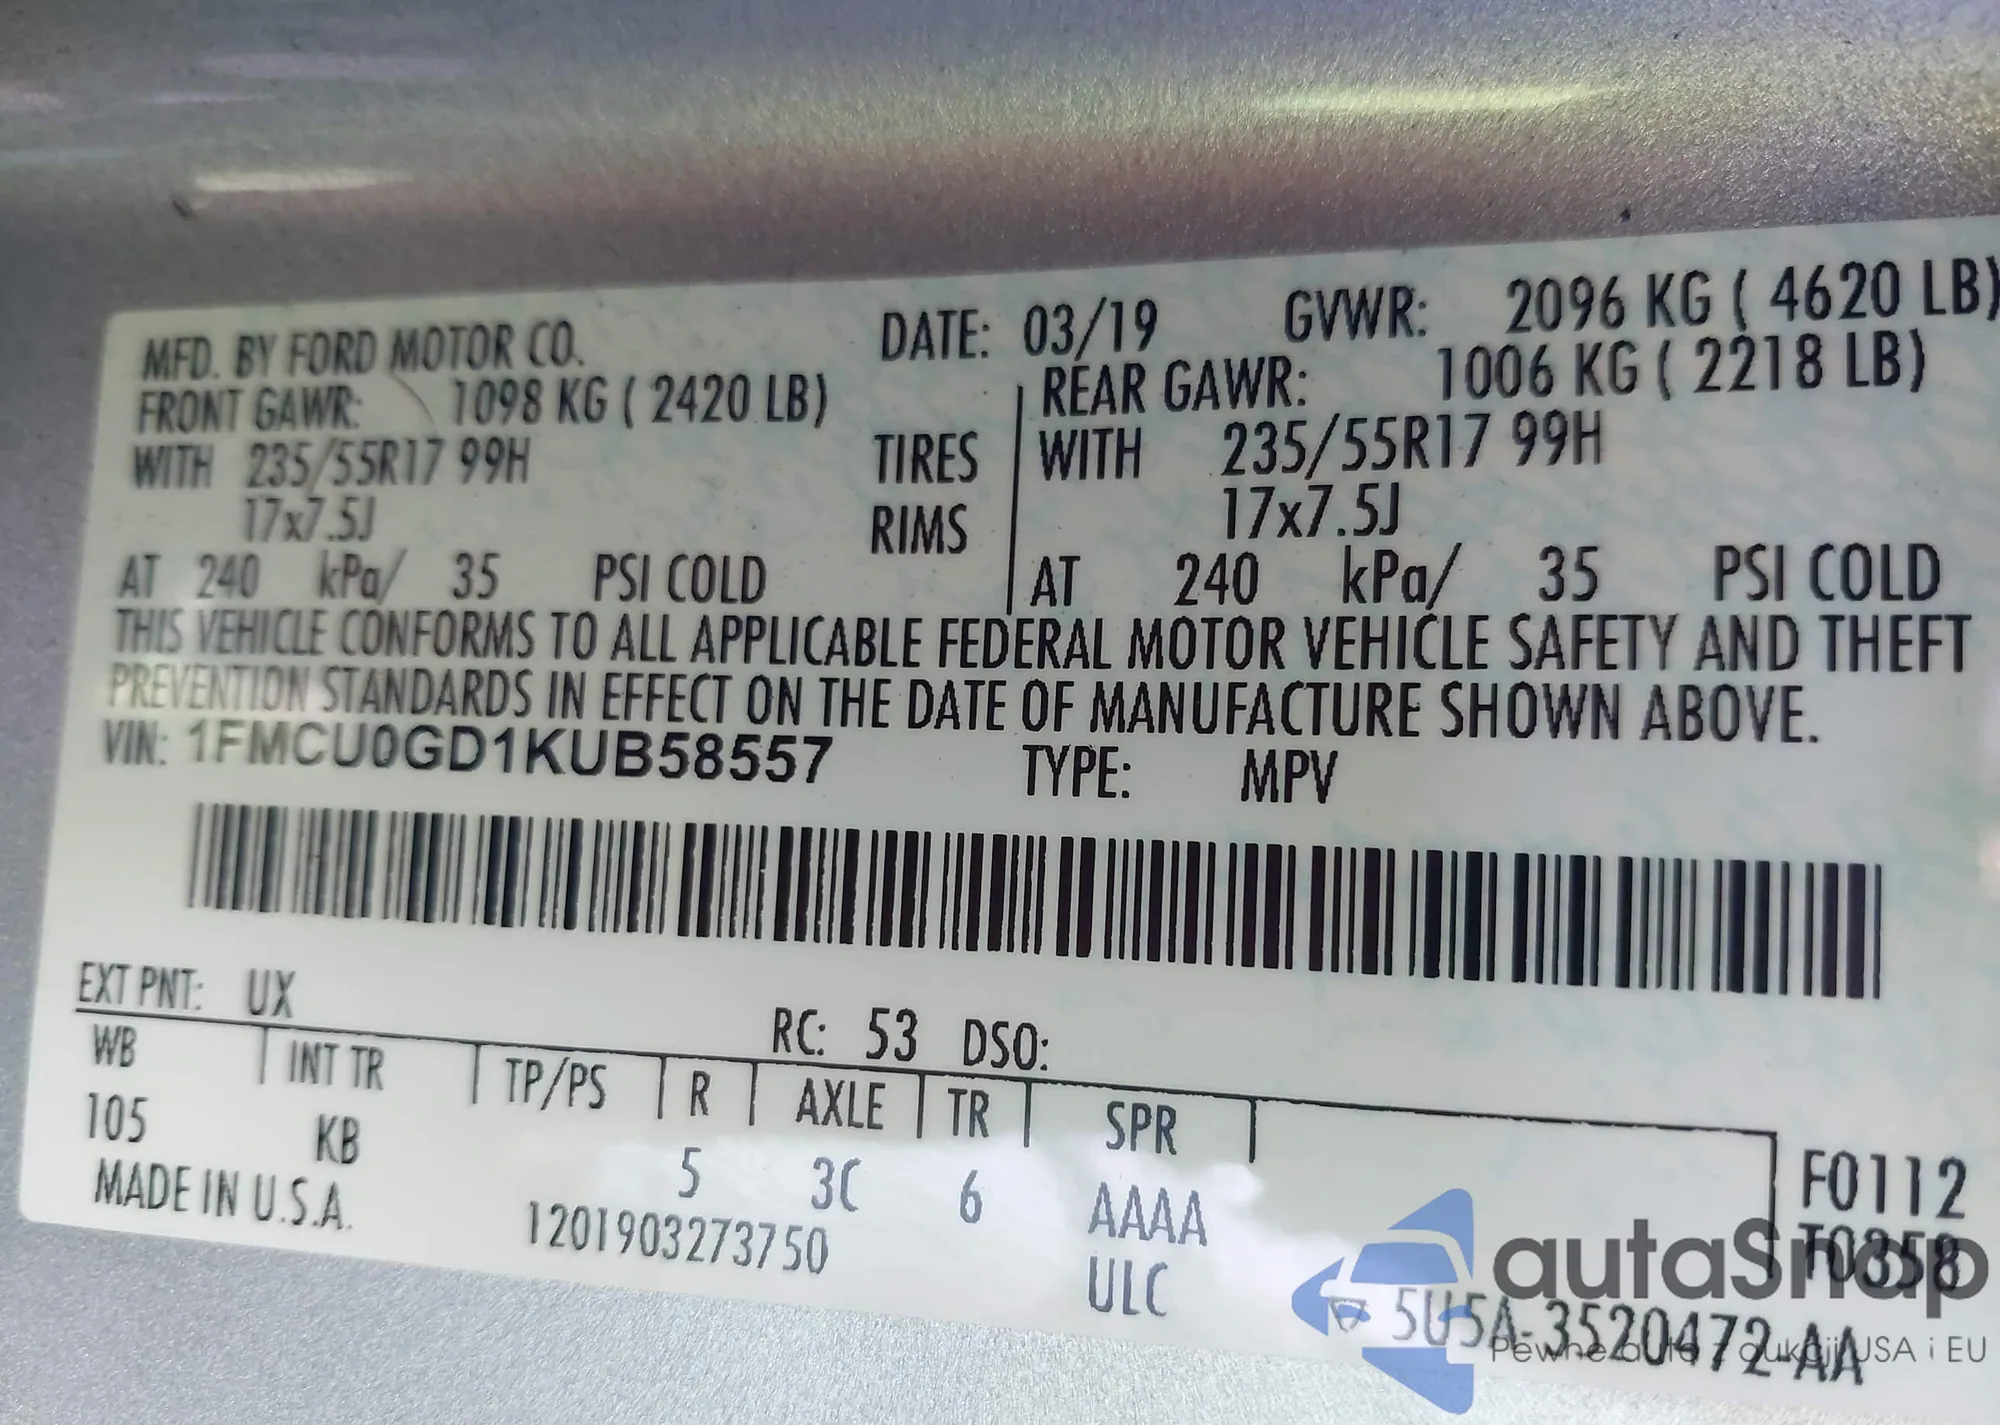 MFD. BY FORD MOTOR CO. DATE: 03/19 GVWR: 2096 KG ( 4620 LB)
FRONT GAWR: 1098 KG ( 2420 LB) REAR GAWR: 1006 KG ( 2218 LB)
WITH 235/55R17 99H TIRES WITH 235/55R17 99H
17x7.5J RIMS 17x7.5J
AT 240 kPa/ 35 PSI COLD AT 240 kPa/ 35 PSI COLD
THIS VEHICLE CONFORMS TO ALL APPLICABLE FEDERAL MOTOR VEHICLE SAFETY AND THEFT
PREVENTION STANDARDS IN EFFECT ON THE DATE OF MANUFACTURE SHOWN ABOVE.
VIN: 1FMCU0GD1KUB58557 TYPE: MPV
EXT PNT: UX RC: 53 DSO:
WB INT TR TP/PS R AXLE TR SPR
105 KB 5 3C 6 AAAA F0112
MADE IN U.S.A. 1201903273750 ULC T0358
5U5A-3520472-AA
autaSnap
Pewne auta z aukcji USA i EU